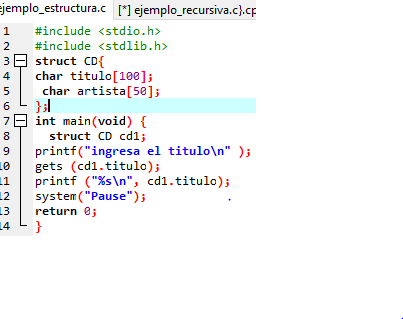 ejemplo_estructura.c [*] ejemplo_recursiva.c}.cp
1 #include <stdio.h>
2 #include <stdlib.h>
3 struct CD{
4 char titulo[100];
5 char artista[50];
6 };
7 int main(void) {
8 struct CD cd1;
9 printf("ingresa el titulo\n" );
10 gets (cd1.titulo);
11 printf ("%s\n", cd1.titulo);
12 system("Pause");
13 return 0;
14 }